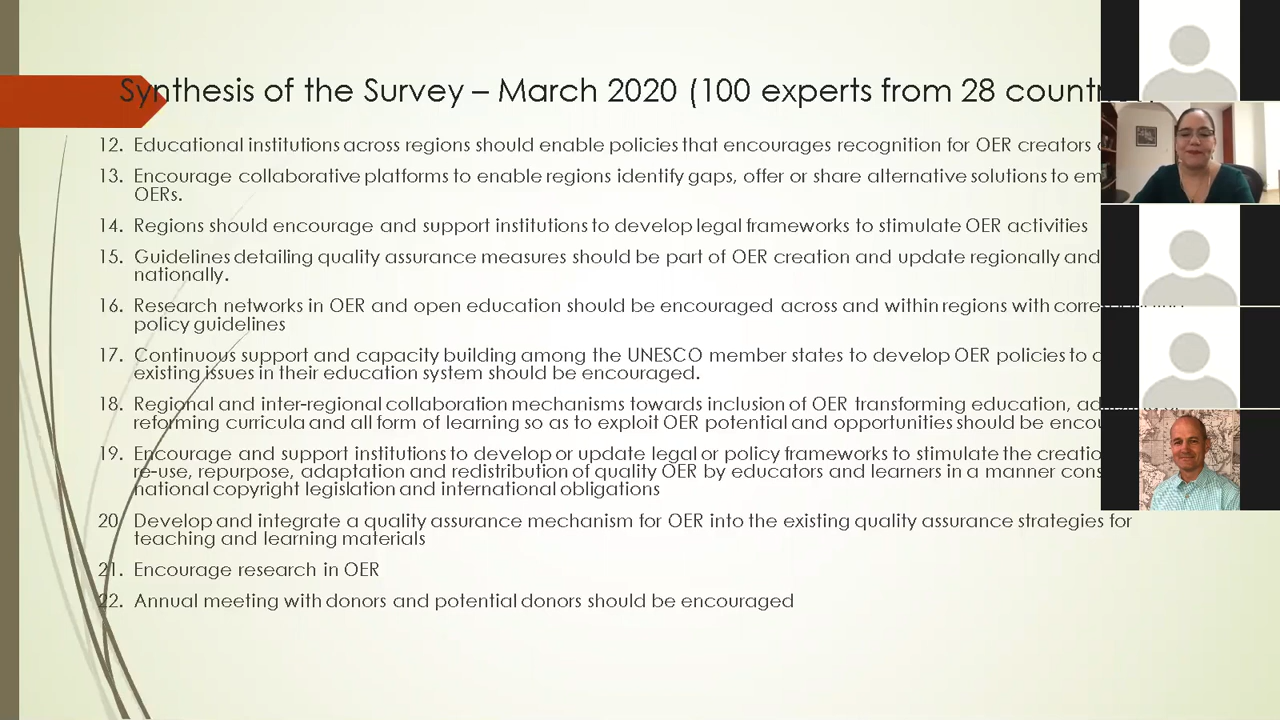 Synthesis of the Survey – March 2020 (100 experts from 28
12. Educational institutions across regions should enable policies that encourages recognition for OER creators
13. Encourage collaborative platforms to enable regions identify gaps, offer or share alternative solutions to
OERs.
14. Regions should encourage and support institutions to develop legal frameworks to stimulate OER activities
15. Guidelines detailing quality assurance measures should be part of OER creation and update regionally and
nationally.
16. Research networks in OER and open education should be encouraged across and within regions with
policy guidelines
17. Continuous support and capacity building among the UNESCO member states to develop OER policies to
existing issues in their education system should be encouraged.
18. Regional and inter-regional collaboration mechanisms towards inclusion of OER transforming education,
reforming curricula and all form of learning so as to exploit OER potential and opportunities should be
19. Encourage and support institutions to develop or update legal or policy frameworks to stimulate the
re-use, repurpose, adaptation and redistribution of quality OER by educators and learners in a manner
national copyright legislation and international obligations
20. Develop and integrate a quality assurance mechanism for OER into the existing quality assurance strategies for
teaching and learning materials
21. Encourage research in OER
22. Annual meeting with donors and potential donors should be encouraged